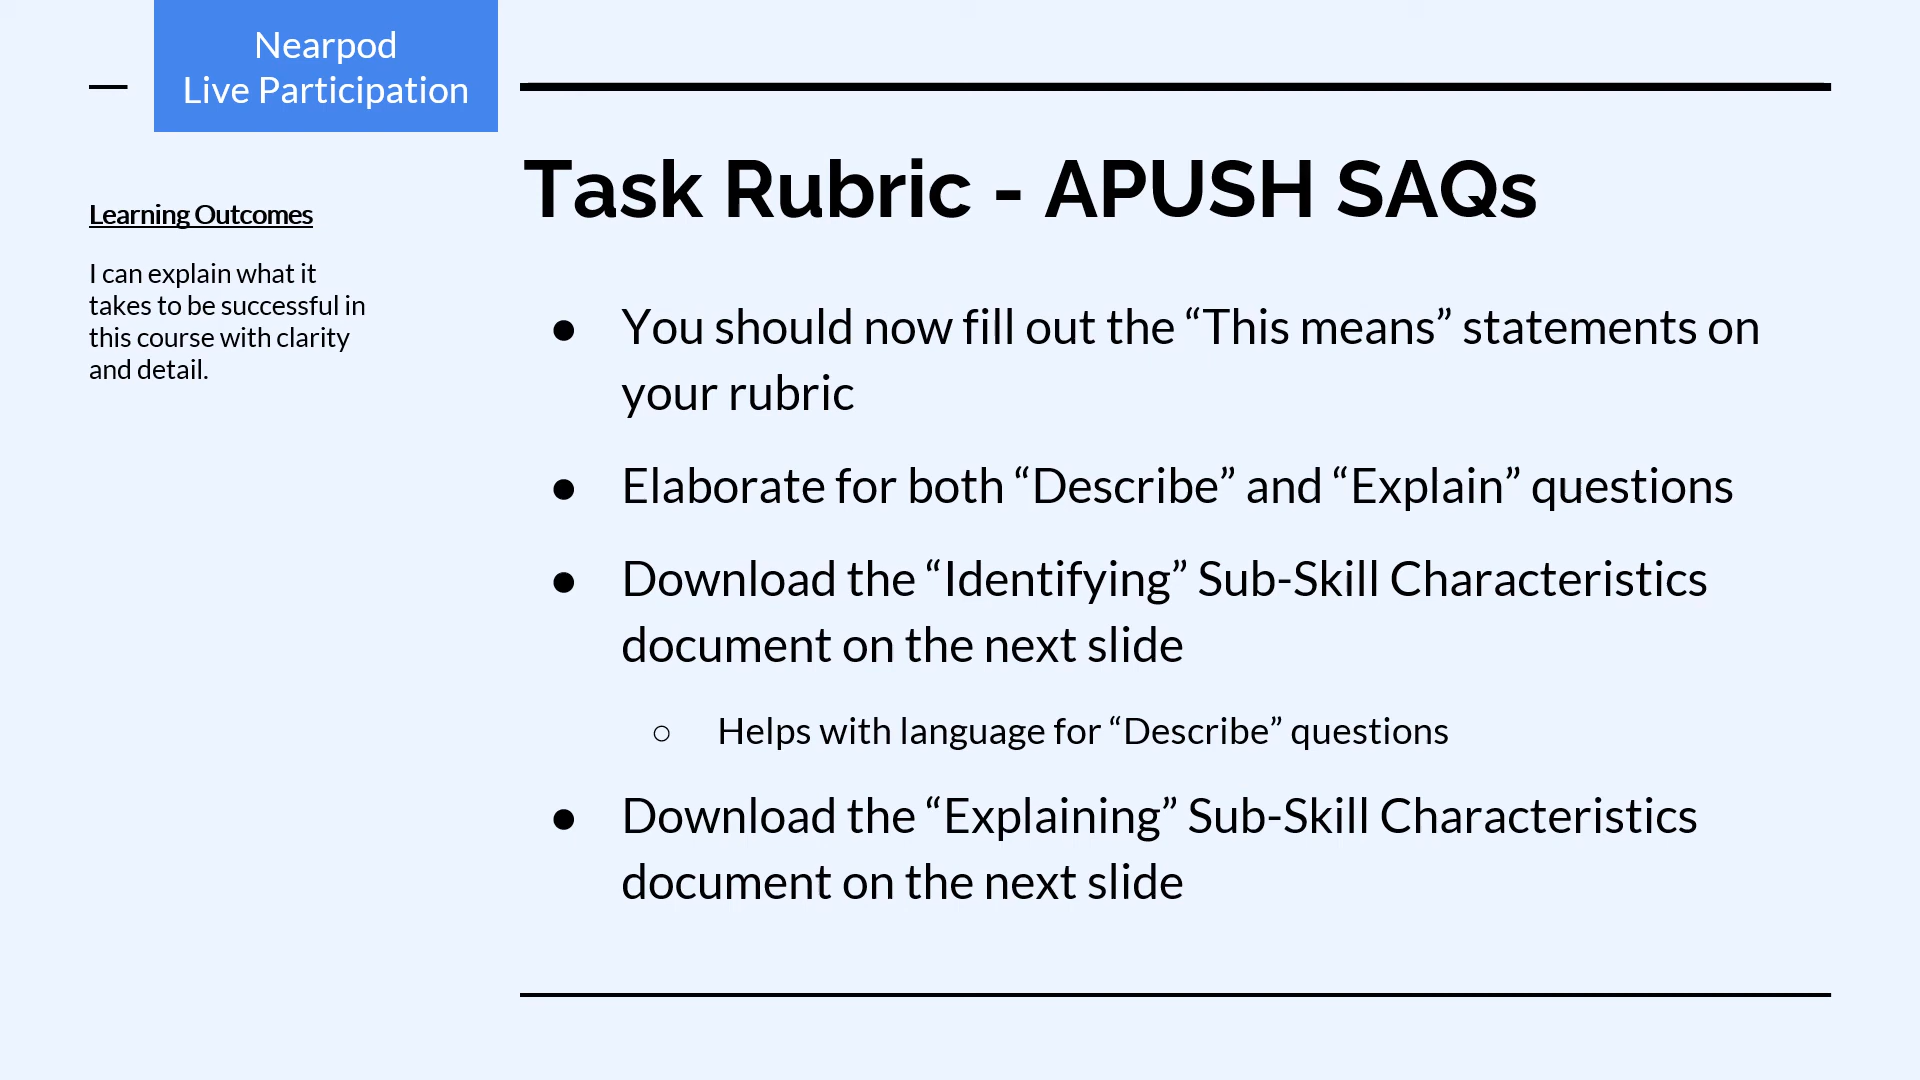 Nearpod
Live Participation
Learning Outcomes
I can explain what it
takes to be successful in
this course with clarity
and detail.
Task Rubric - APUSH SAQs
● You should now fill out the “This means” statements on
your rubric
● Elaborate for both “Describe” and “Explain” questions
● Download the “Identifying” Sub-Skill Characteristics
document on the next slide
○ Helps with language for “Describe” questions
● Download the “Explaining” Sub-Skill Characteristics
document on the next slide